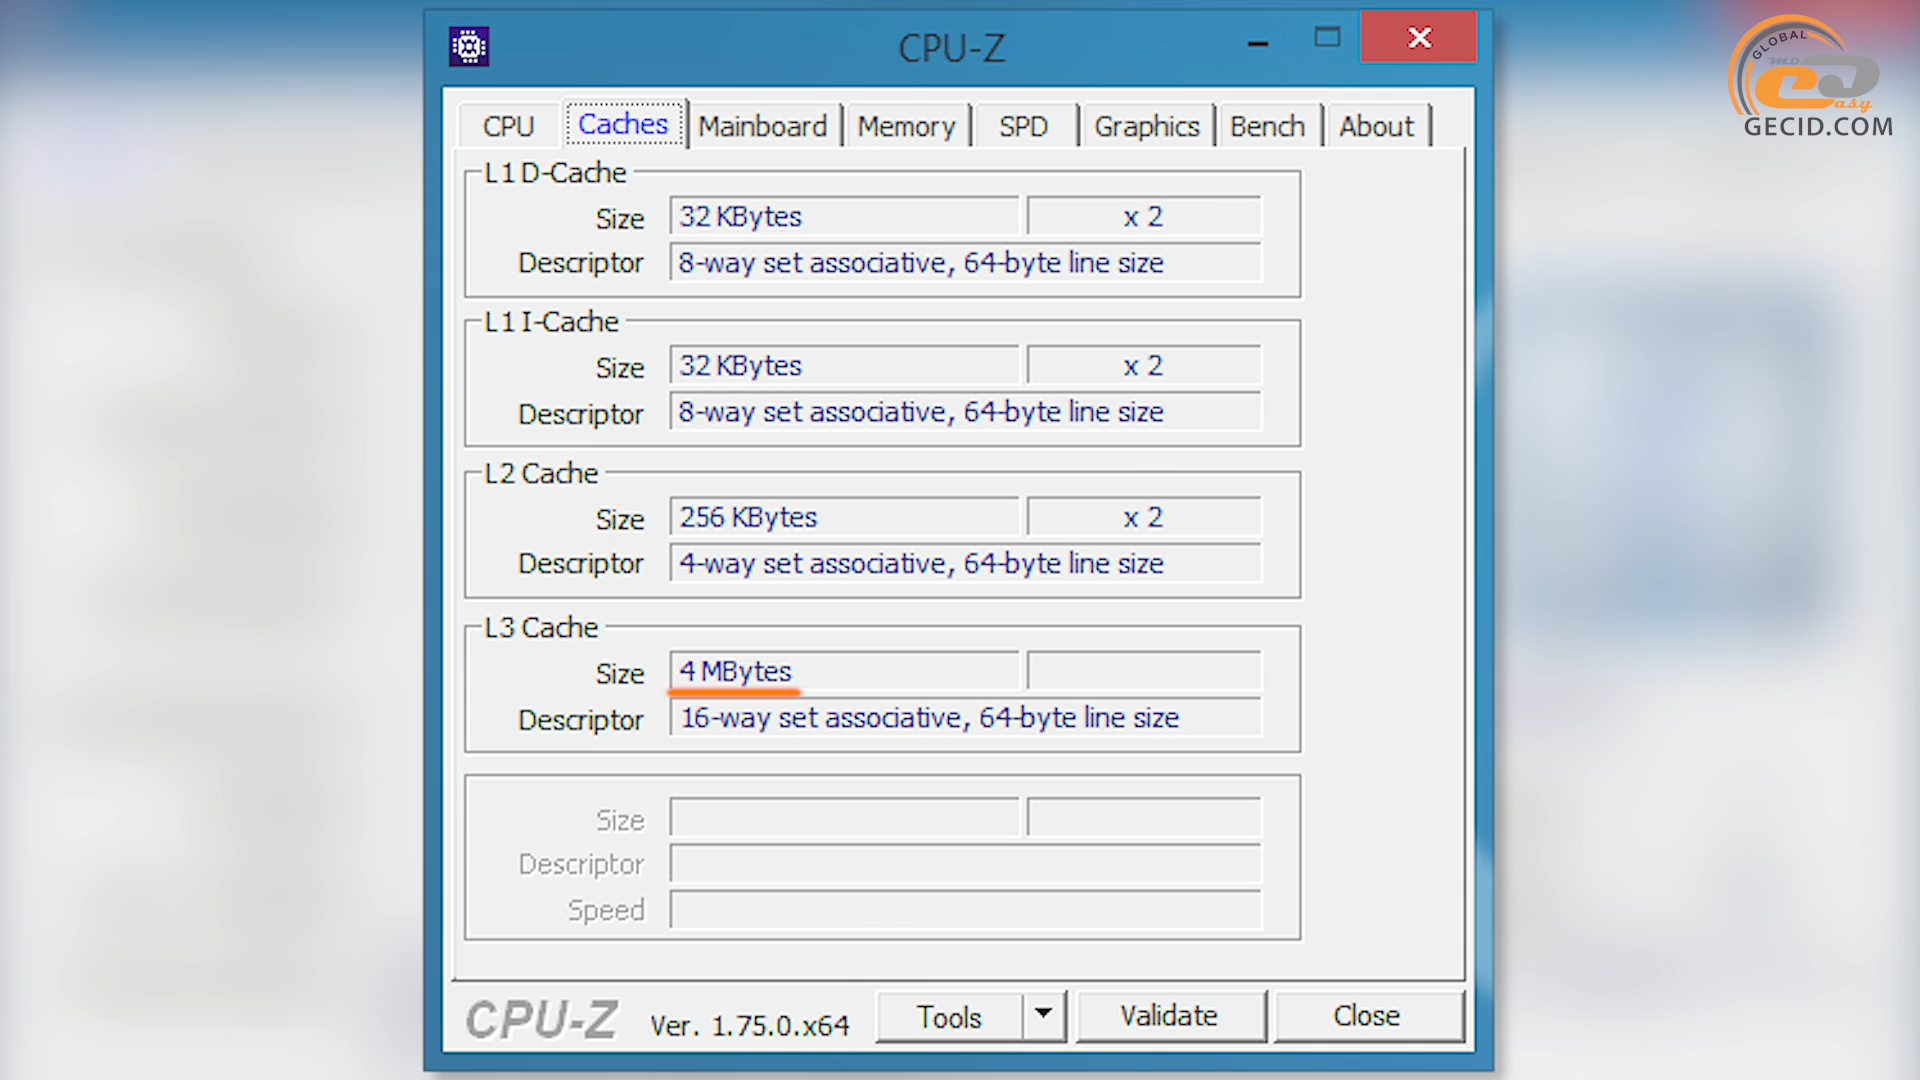 CPU-Z
GLOBAL
easy
GECID.COM
CPU Caches Mainboard Memory SPD Graphics Bench About
L1 D-Cache
Size 32 KBytes x 2
Descriptor 8-way set associative, 64-byte line size
L1 I-Cache
Size 32 KBytes x 2
Descriptor 8-way set associative, 64-byte line size
L2 Cache
Size 256 KBytes x 2
Descriptor 4-way set associative, 64-byte line size
L3 Cache
Size 4 MBytes
Descriptor 16-way set associative, 64-byte line size
Size
Descriptor
Speed
CPU-Z Ver. 1.75.0.x64 Tools Validate Close